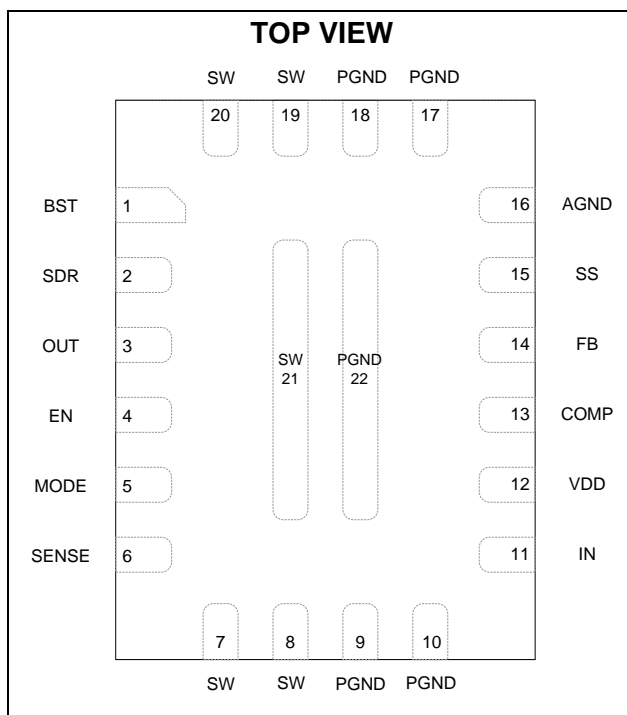 TOP VIEW
SW SW PGND PGND
20 19 18 17
BST 1 16 AGND
SDR 2 15 SS
OUT 3 14 FB
SW PGND
21 22
EN 4 13 COMP
MODE 5 12 VDD
SENSE 6 11 IN
7 8 9 10
SW SW PGND PGND